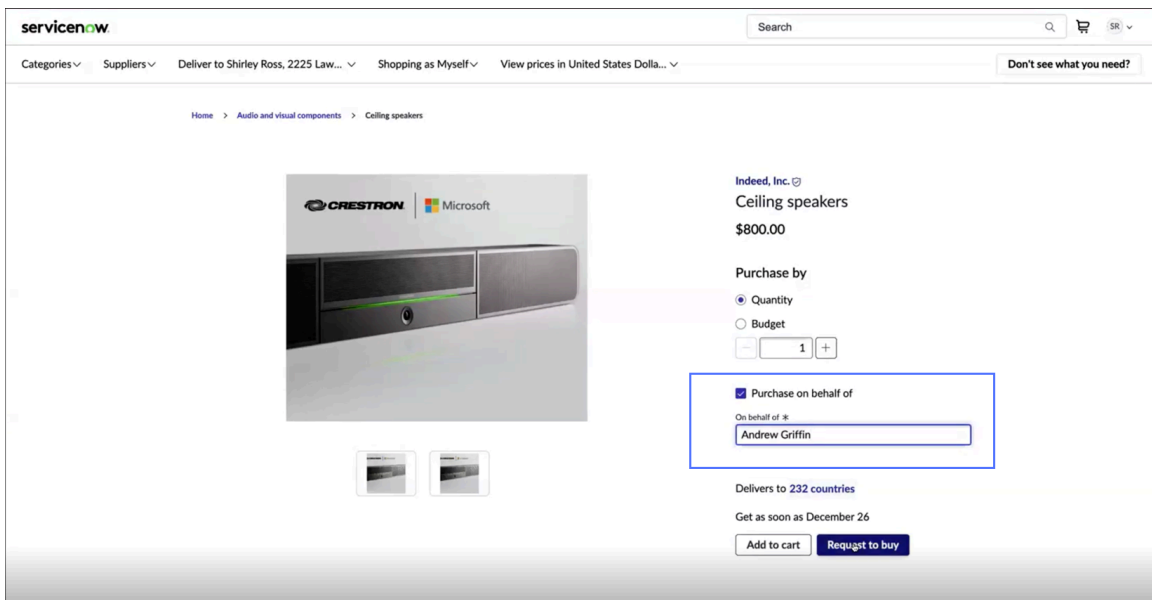 servicenow
Search
SR
Categories
Suppliers
Deliver to Shirley Ross, 2225 Law...
Shopping as Myself
View prices in United States Dolla...
Don't see what you need?
Home > Audio and visual components > Ceiling speakers
CRESTRON | Microsoft
Indeed, Inc.
Ceiling speakers
$800.00
Purchase by
Quantity
Budget
1
Purchase on behalf of
On behalf of *
Andrew Griffin
Delivers to 232 countries
Get as soon as December 26
Add to cart
Request to buy